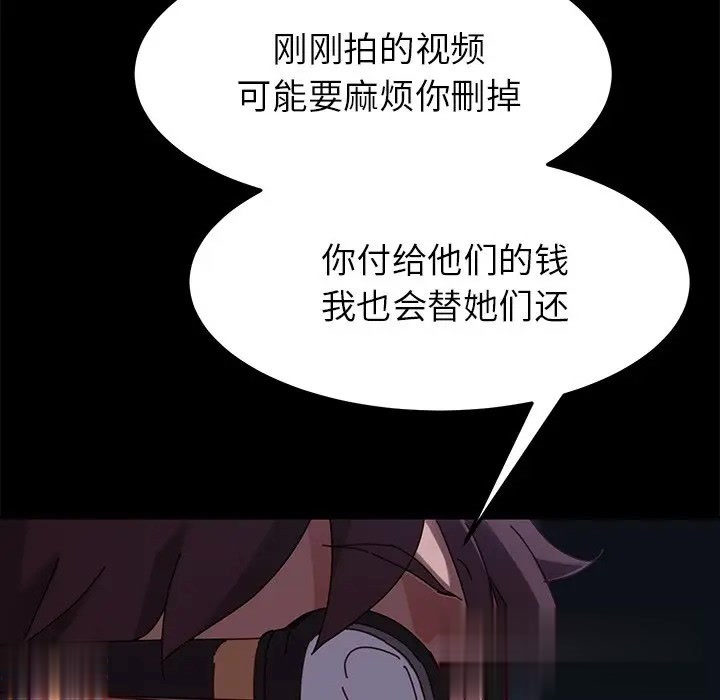 刚刚拍的视频
可能要麻烦你刪掉
你付给他们的钱
我也会替她们还